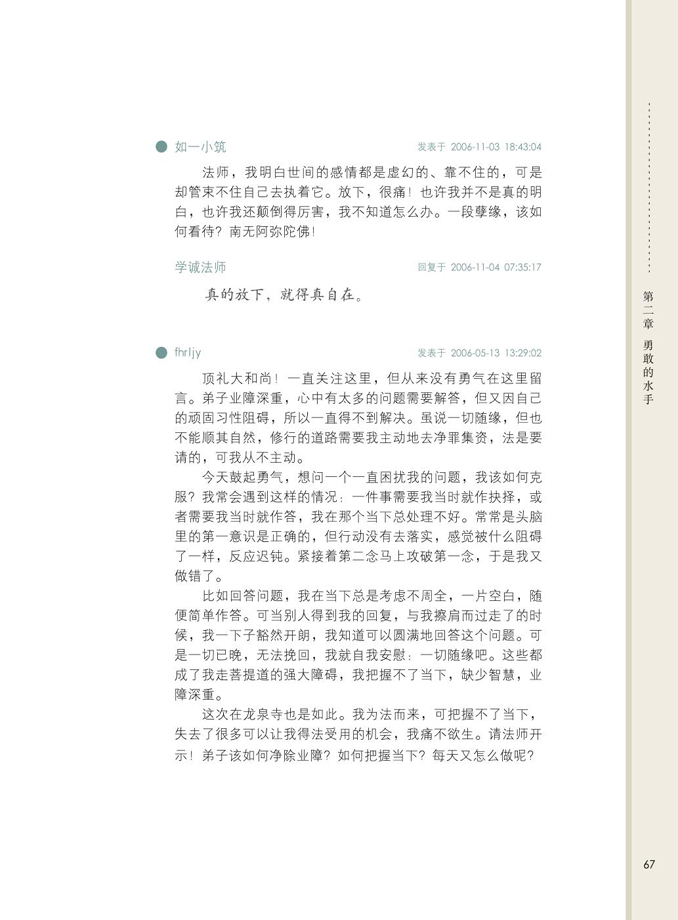 如一小筑 发表于 2006-11-03 18:43:04
法师，我明白世间的感情都是虚幻的、靠不住的，可是
却管束不住自己去执着它。放下，很痛！也许我并不是真的明
白，也许我还颠倒得厉害，我不知道怎么办。一段孽缘，该如
何看待？南无阿弥陀佛！
学诚法师 回复于 2006-11-04 07:35:17
真的放下，就得真自在。
fhrljy 发表于 2006-05-13 13:29:02
顶礼大和尚！一直关注这里，但从来没有勇气在这里留
言。弟子业障深重，心中有太多的问题需要解答，但又因自己
的顽固习性阻碍，所以一直得不到解决。虽说一切随缘，但也
不能顺其自然，修行的道路需要我主动地去净罪集资，法是要
请的，可我从不主动。
今天鼓起勇气，想问一个一直困扰我的问题，我该如何克
服？我常会遇到这样的情况：一件事需要我当时就作抉择，或
者需要我当时就作答，我在那个当下总处理不好。常常是头脑
里的第一意识是正确的，但行动没有去落实，感觉被什么阻碍
了一样，反应迟钝。紧接着第二念马上攻破第一念，于是我又
做错了。
比如回答问题，我在当下总是考虑不周全，一片空白，随
便简单作答。可当别人得到我的回复，与我擦肩而过走了的时
候，我一下子豁然开朗，我知道可以圆满地回答这个问题。可
是一切已晚，无法挽回，我就自我安慰：一切随缘吧。这些都
成了我走菩提道的强大障碍，我把握不了当下，缺少智慧，业
障深重。
这次在龙泉寺也是如此。我为法而来，可把握不了当下，
失去了很多可以让我得法受用的机会，我痛不欲生。请法师开
示！弟子该如何净除业障？如何把握当下？每天又怎么做呢？
第二章 勇敢的水手
67